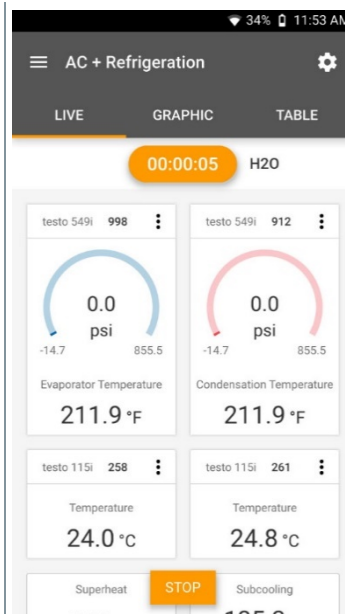 34% 11:53 AM
AC + Refrigeration
LIVE GRAPHIC TABLE
00:00:05 H2O
testo 549i 998 testo 549i 912
0.0 0.0
psi psi
-14.7 855.5 -14.7 855.5
Evaporator Temperature Condensation Temperature
211.9 °F 211.9 °F
testo 115i 258 testo 115i 261
Temperature Temperature
24.0 °C 24.8 °C
Superheat STOP Subcooling